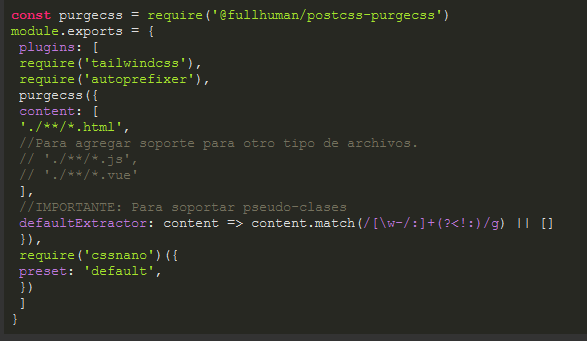 const purgecss = require('@fullhuman/postcss-purgecss')
module.exports = {
plugins: [
require('tailwindcss'),
require('autoprefixer'),
purgecss({
content: [
'./**/*.html',
//Para agregar soporte para otro tipo de archivos.
// './**/*.js',
// './**/*.vue'
],
//IMPORTANTE: Para soportar pseudo-clases
defaultExtractor: content => content.match(/[\w-/:]+(?<!:)/g) || []
}),
require('cssnano')({
preset: 'default',
})
]
}